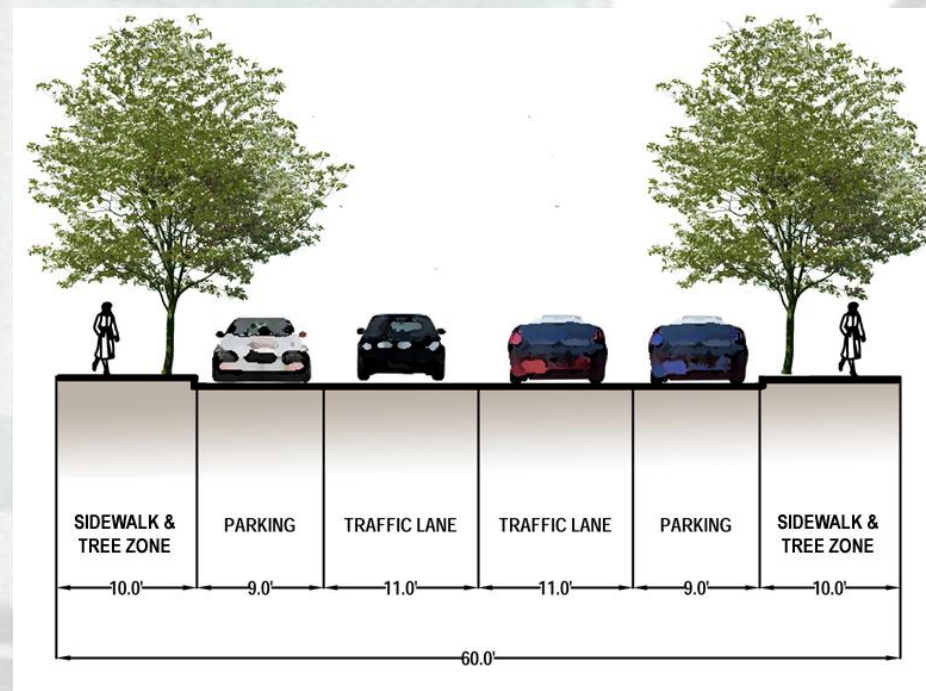 SIDEWALK &
TREE ZONE
PARKING
TRAFFIC LANE
TRAFFIC LANE
PARKING
SIDEWALK &
TREE ZONE
10.0'
9.0'
11.0'
11.0'
9.0'
10.0'
60.0'